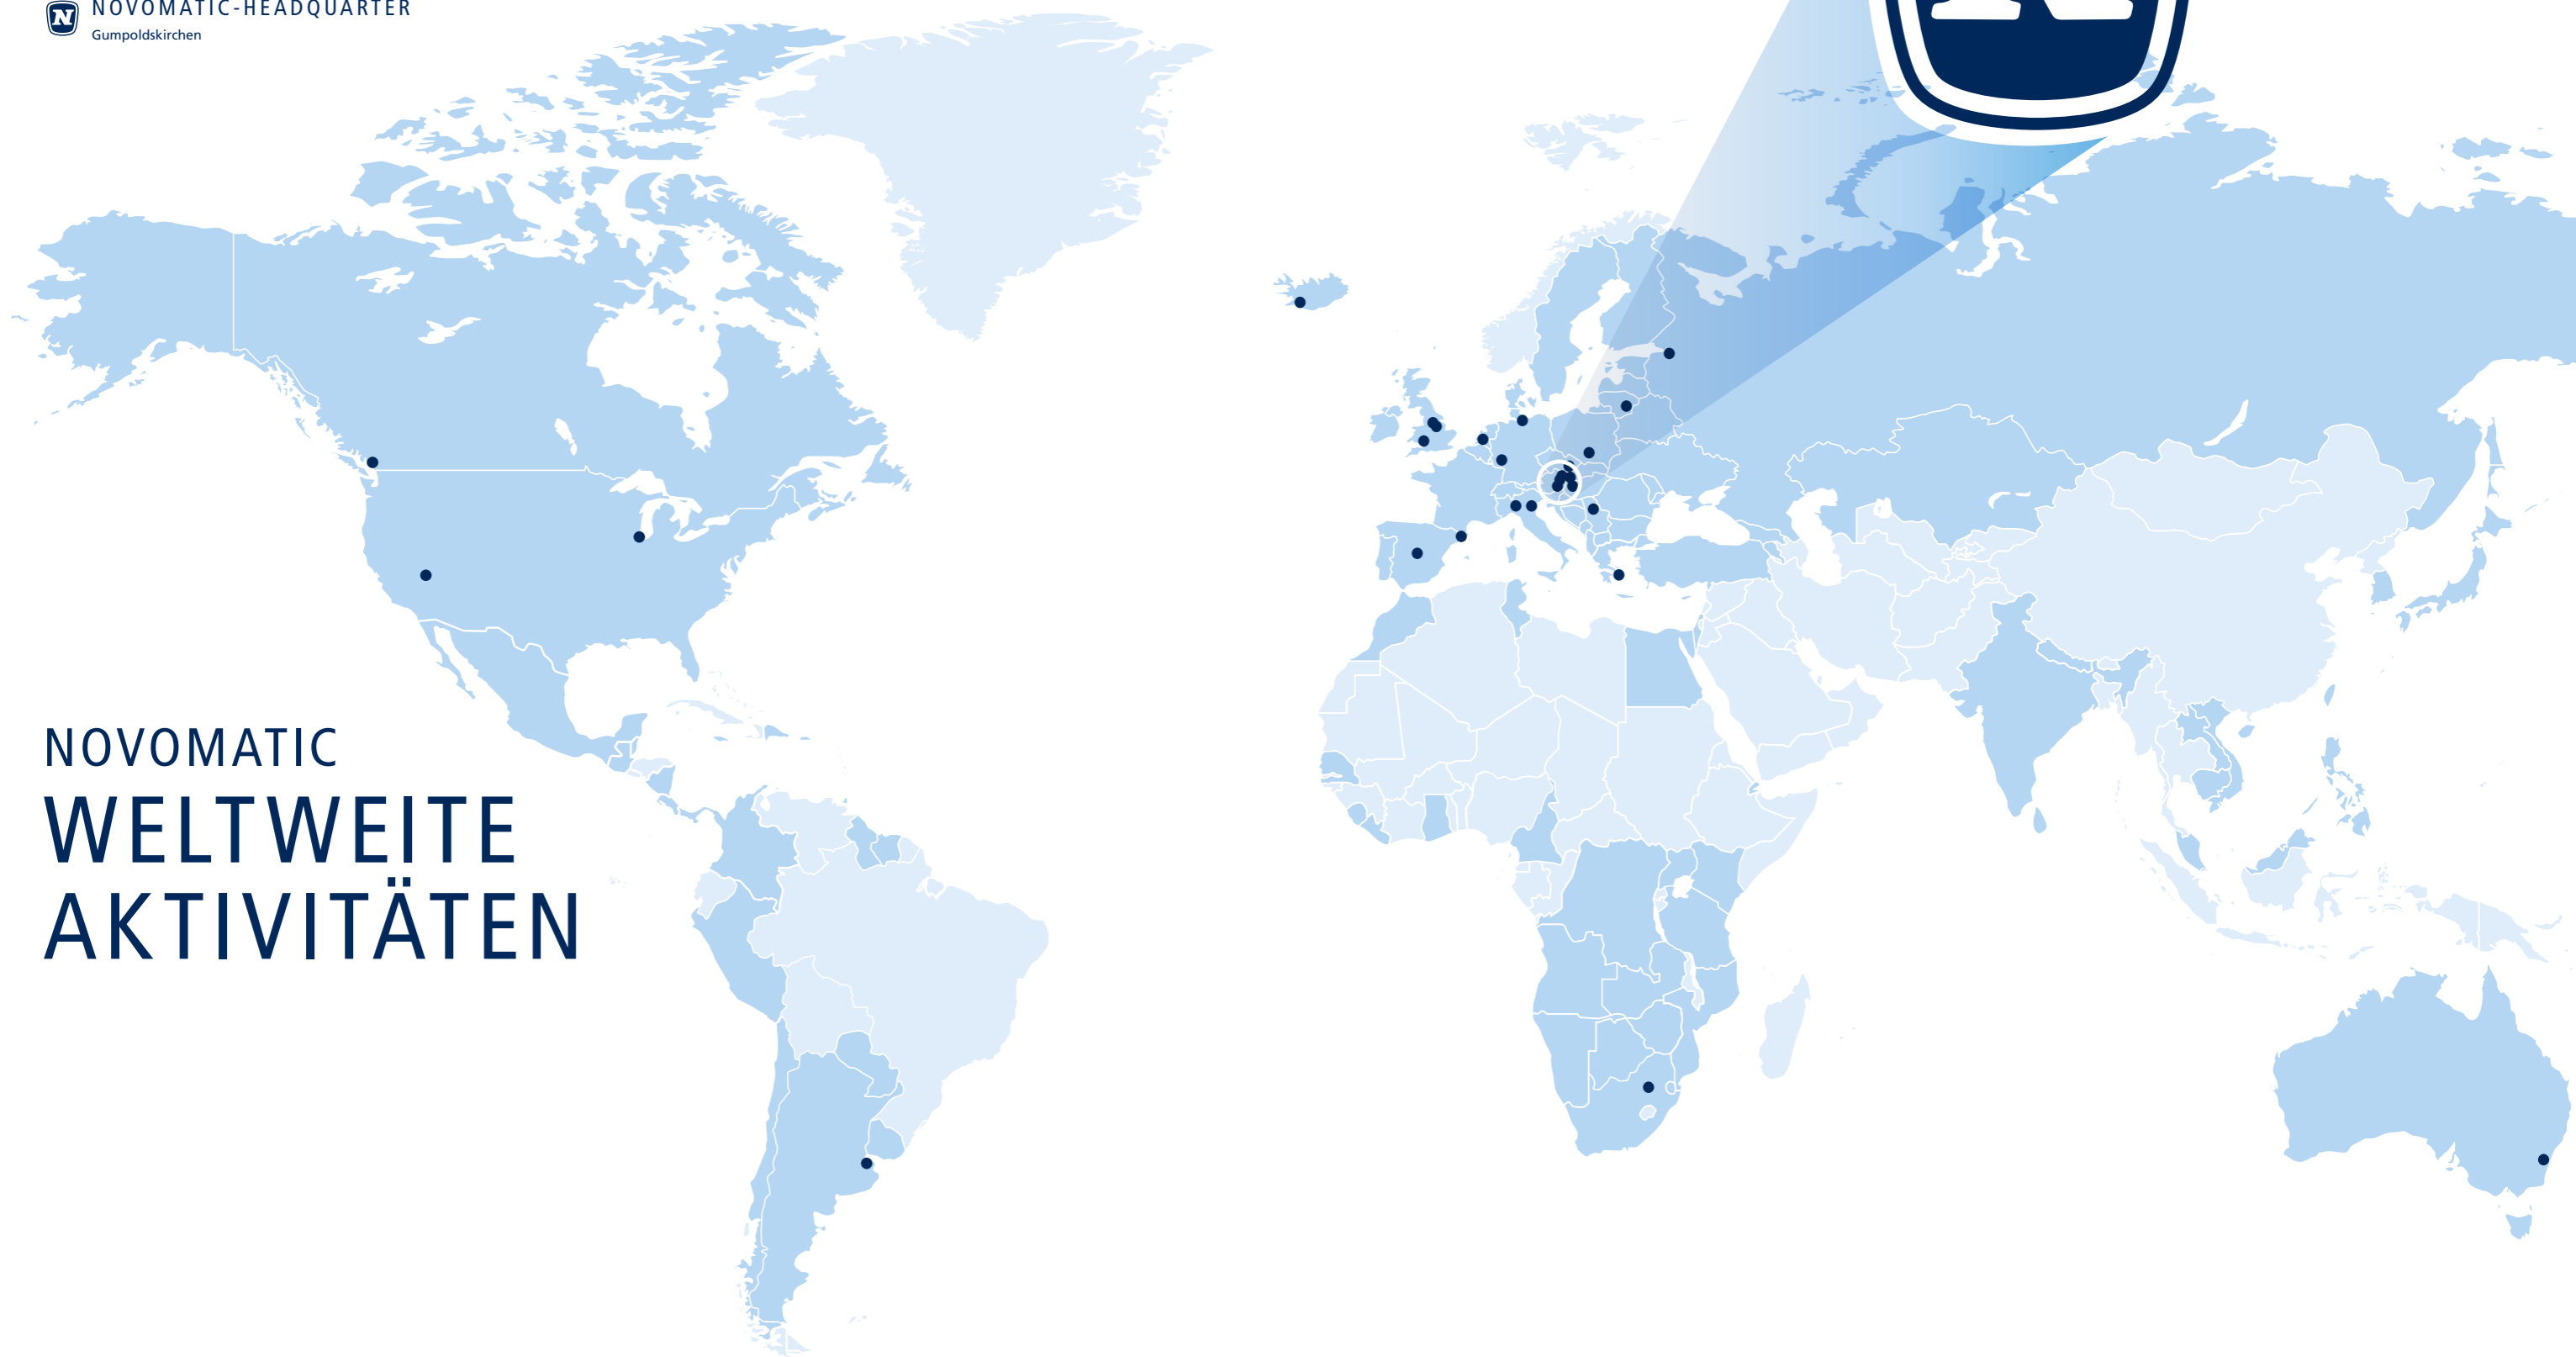 NOVOMATIC-HEADQUARTER
Gumpoldskirchen
NOVOMATIC
WELTWEITE
AKTIVITÄTEN